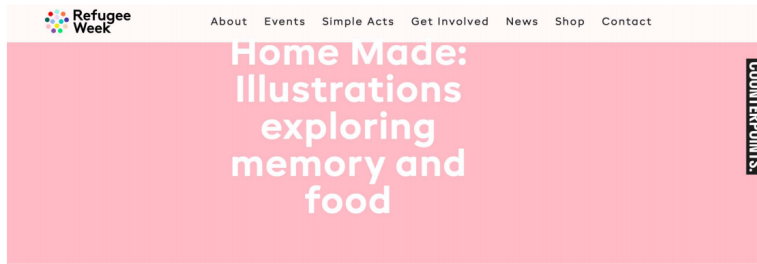 Refugee
Week
About Events Simple Acts Get Involved News Shop Contact
Home Made:
Illustrations
exploring
memory and
food
COUNTERPOINTS.